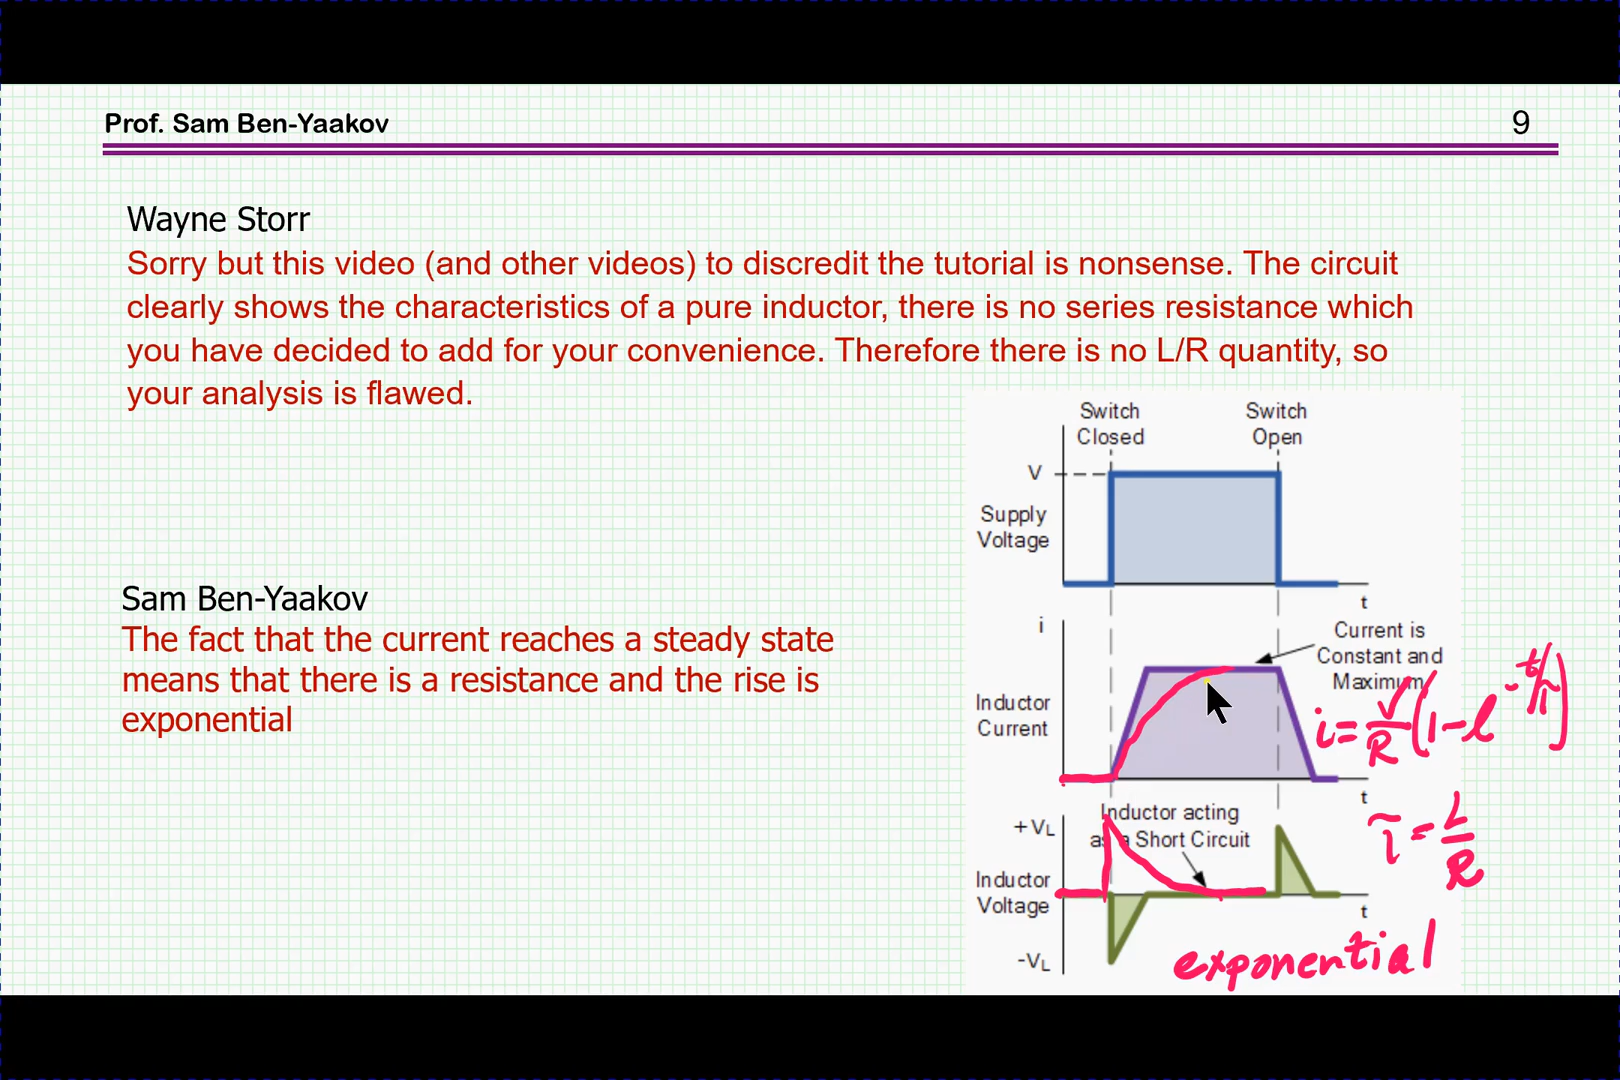 Prof. Sam Ben-Yaakov
9
Wayne Storr
Sorry but this video (and other videos) to discredit the tutorial is nonsense. The circuit
clearly shows the characteristics of a pure inductor, there is no series resistance which
you have decided to add for your convenience. Therefore there is no L/R quantity, so
your analysis is flawed.
Sam Ben-Yaakov
The fact that the current reaches a steady state
means that there is a resistance and the rise is
exponential
Switch
Closed
Switch
Open
V
Supply
Voltage
t
i
Current is
Constant and
Maximum
Inductor
Current
i = V/R (1 - e^-t/τ)
t
Inductor acting
as a Short Circuit
+VL
τ = L/R
Inductor
Voltage
t
-VL
exponential